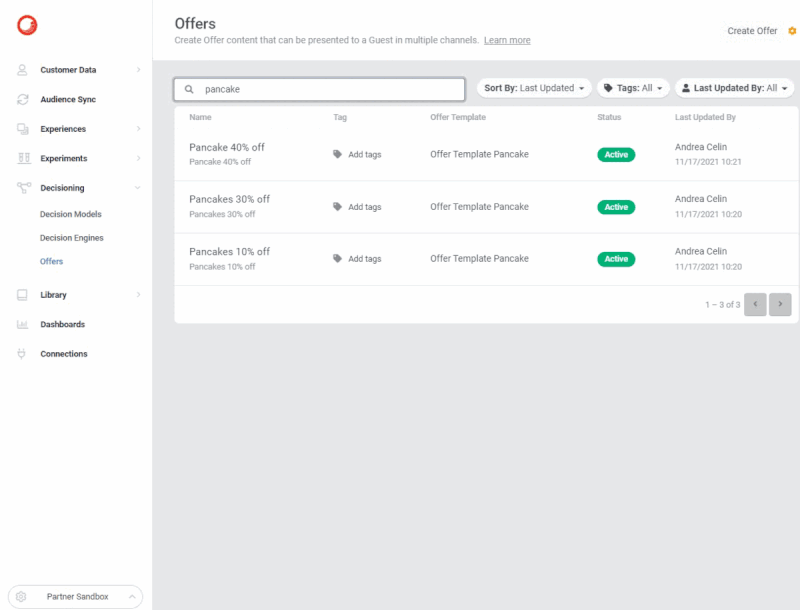 Offers
Create Offer content that can be presented to a Guest in multiple channels. Learn more
Create Offer
Customer Data
Audience Sync
Experiences
Experiments
Decisioning
Decision Models
Decision Engines
Offers
Library
Dashboards
Connections
Partner Sandbox
pancake
Sort By: Last Updated
Tags: All
Last Updated By: All
Name Tag Offer Template Status Last Updated By
Pancake 40% off Add tags Offer Template Pancake Active Andrea Celin
Pancake 40% off 11/17/2021 10:21
Pancakes 30% off Add tags Offer Template Pancake Active Andrea Celin
Pancakes 30% off 11/17/2021 10:20
Pancakes 10% off Add tags Offer Template Pancake Active Andrea Celin
Pancakes 10% off 11/17/2021 10:20
1 – 3 of 3